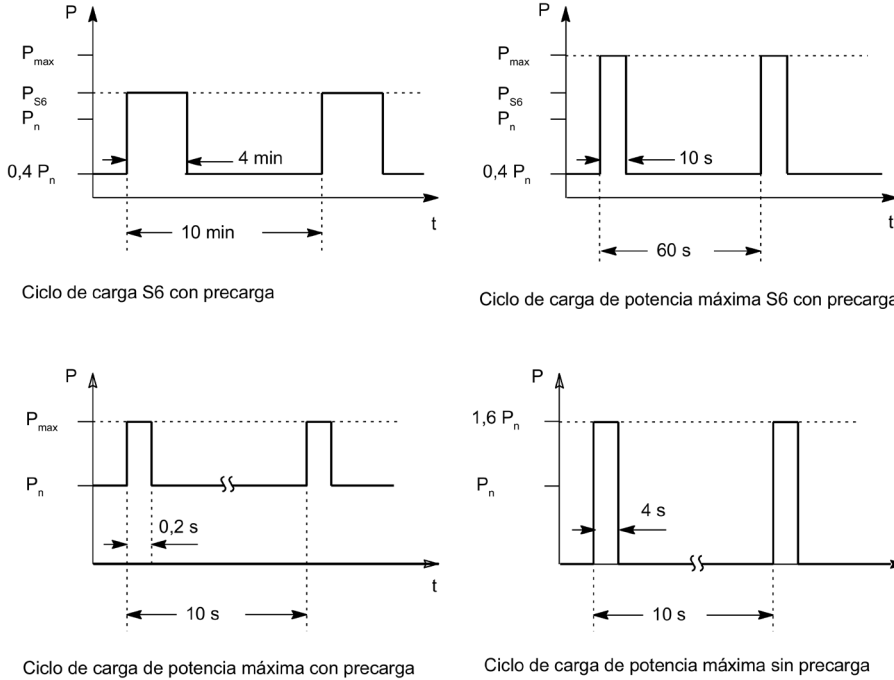 P
P_max
P_S6
P_n
4 min
0,4 P_n
t
10 min
Ciclo de carga S6 con precarga
P
P_max
P_S6
P_n
10 s
0,4 P_n
t
60 s
Ciclo de carga de potencia máxima S6 con precarga
P
P_max
P_n
0,2 s
t
10 s
Ciclo de carga de potencia máxima con precarga
P
1,6 P_n
P_n
4 s
10 s
Ciclo de carga de potencia máxima sin precarga